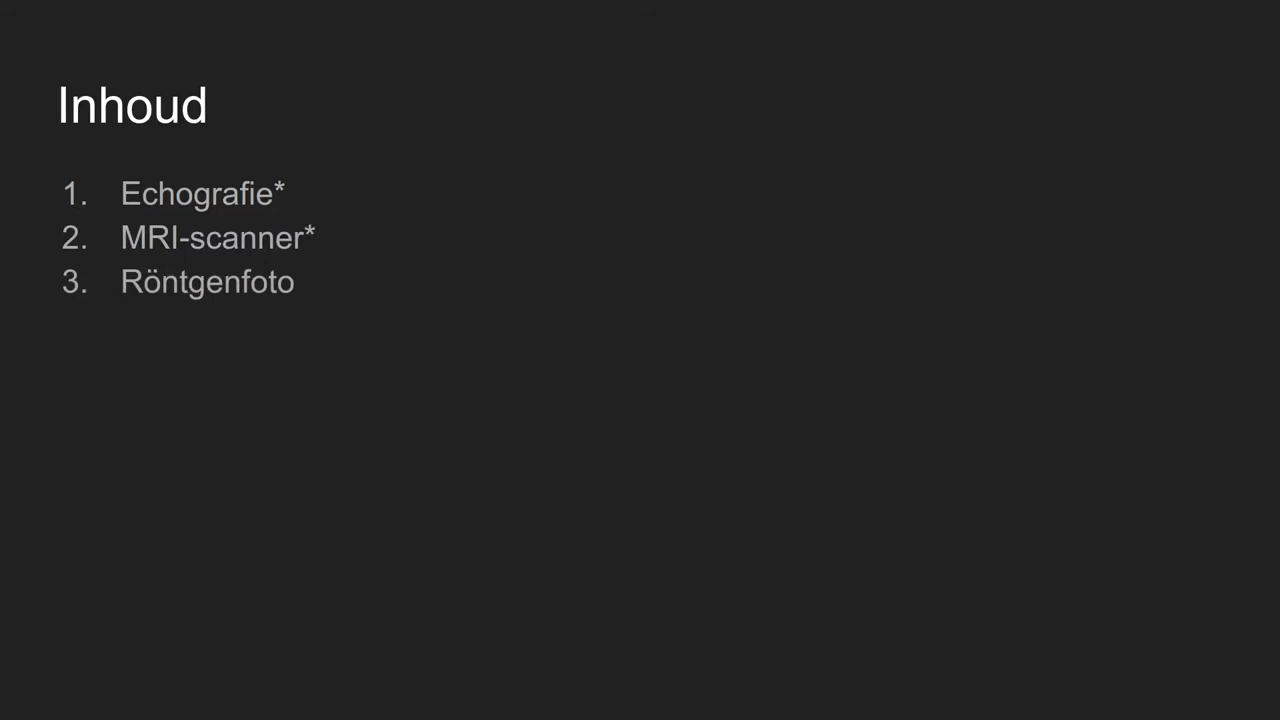 Inhoud
1. Echografie*
2. MRI-scanner*
3. Röntgenfoto